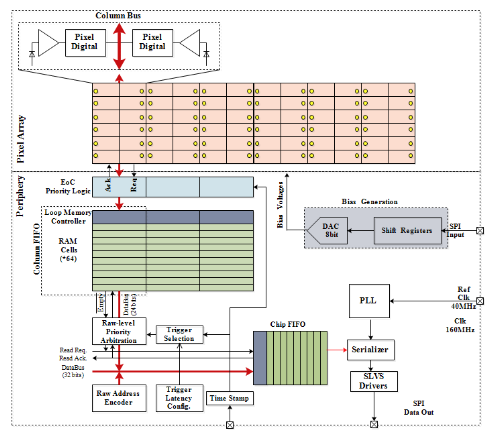 Column Bus
Pixel
Digital
Pixel
Digital
Pixel Array
Periphery
EoC
Priority Logic
Ack
Req
Loop Memory
Controller
Column FIFO
RAM
Cells
(*64)
Bias Voltages
Bias Generation
DAC
8bit
Shift Registers
SPI
Input
Empty
DataBus
(24 bits)
PLL
Ref
Clk
40MHz
Clk
160MHz
Raw-level
Priority
Arbitration
Trigger
Selection
Chip FIFO
Read Req.
Read Ack.
DataBus
(32 bits)
Serializer
Raw Address
Encoder
Trigger
Latency
Config.
Time Stamp
SLVS
Drivers
SPI
Data Out